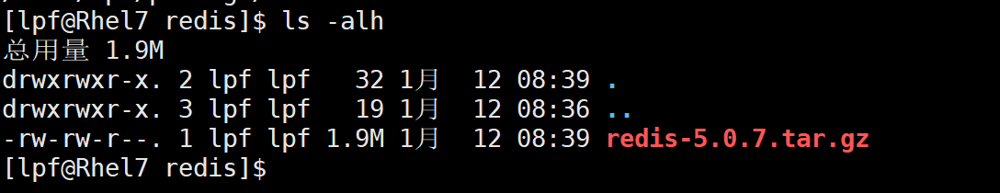 [lpf@Rhel7 redis]$ ls -alh
总用量 1.9M
drwxrwxr-x. 2 lpf lpf   32 1月  12 08:39 .
drwxrwxr-x. 3 lpf lpf   19 1月  12 08:36 ..
-rw-rw-r--. 1 lpf lpf 1.9M 1月  12 08:39 redis-5.0.7.tar.gz
[lpf@Rhel7 redis]$